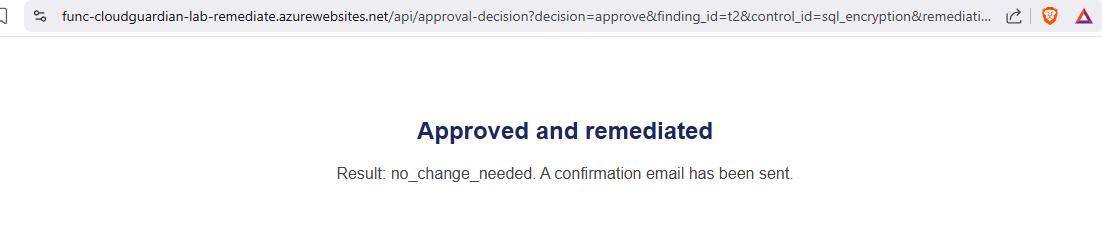 func-cloudguardian-lab-remediate.azurewebsites.net/api/approval-decision?decision=approve&finding_id=t2&control_id=sql_encryption&remediati...
Approved and remediated
Result: no_change_needed. A confirmation email has been sent.